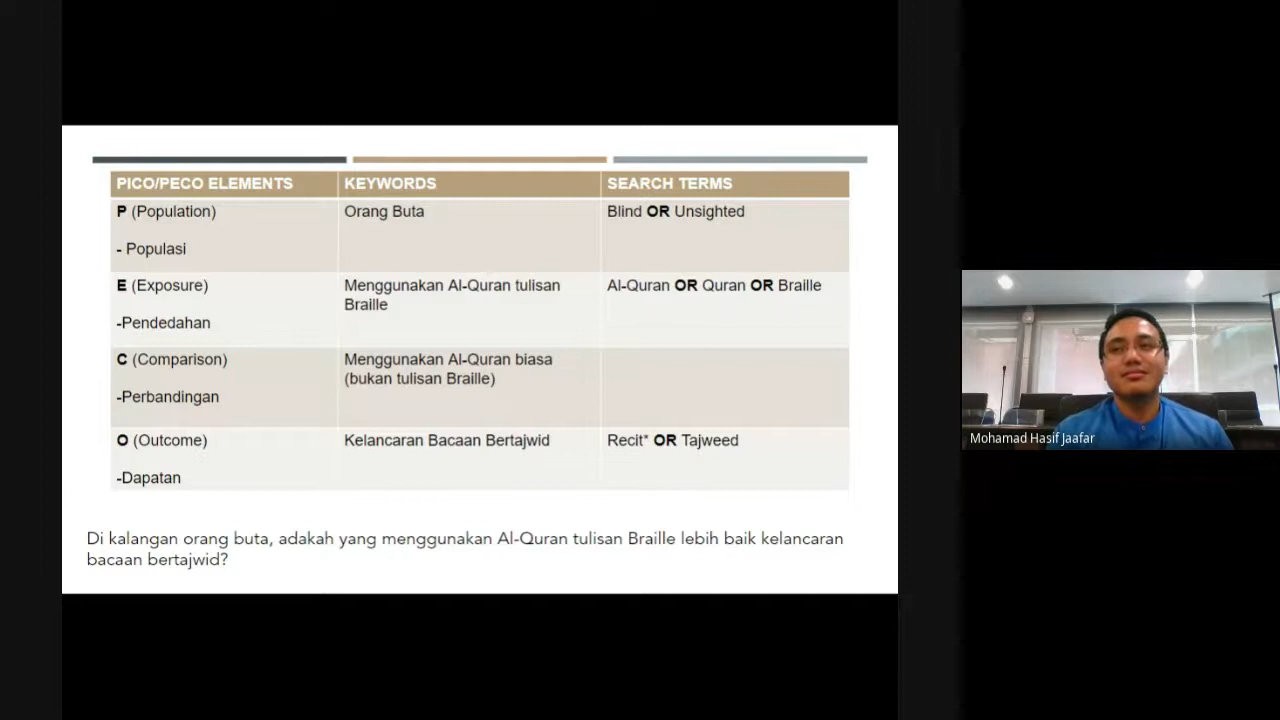 PICO/PECO ELEMENTS KEYWORDS SEARCH TERMS
P (Population) Orang Buta Blind OR Unsighted
- Populasi
E (Exposure) Menggunakan Al-Quran tulisan Al-Quran OR Quran OR Braille
Braille
-Pendedahan
C (Comparison) Menggunakan Al-Quran biasa
(bukan tulisan Braille)
-Perbandingan
O (Outcome) Kelancaran Bacaan Bertajwid Recit* OR Tajweed
-Dapatan
Di kalangan orang buta, adakah yang menggunakan Al-Quran tulisan Braille lebih baik kelancaran
bacaan bertajwid?
Mohamad Hasif Jaafar